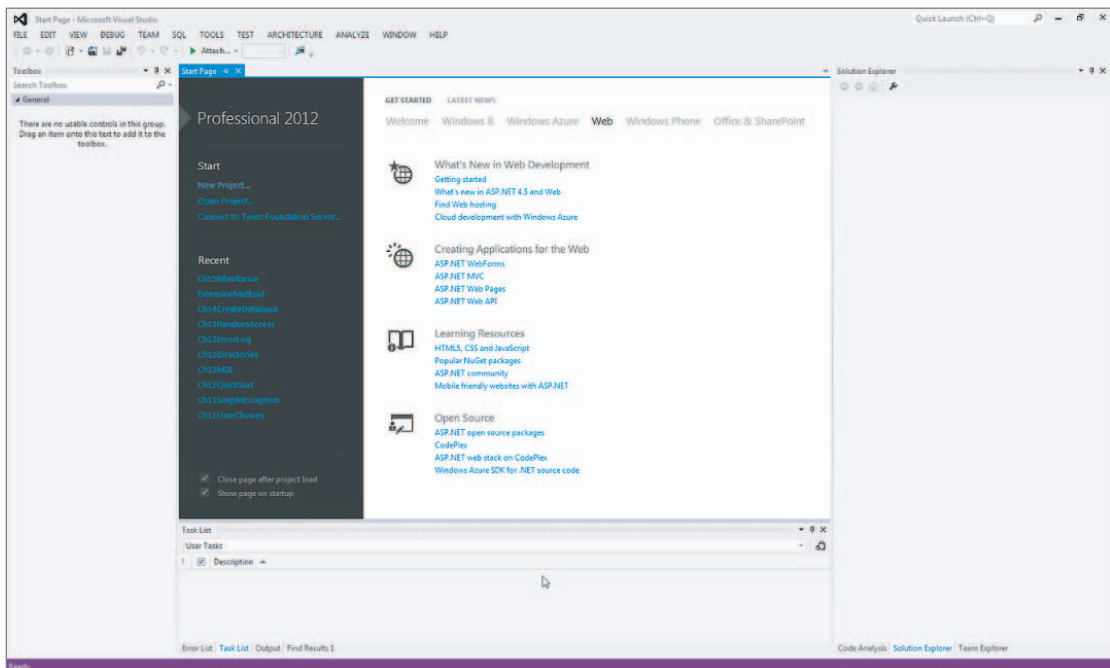 Start Page - Microsoft Visual Studio
Quick Launch (Ctrl+Q)
FILE EDIT VIEW DEBUG TEAM SQL TOOLS TEST ARCHITECTURE ANALYZE WINDOW HELP
Attach...
Toolbox
Search Toolbox
General
There are no usable controls in this group.
Drag an item onto this text to add it to the
toolbox.
Start Page
Professional 2012
Start
New Project...
Open Project...
Connect to Team Foundation Server...
Recent
Ch15Inheritance
ExtensionMethod
Ch14CreateDatabase
Ch13RandomAccess
Ch13ErrorLog
Ch13Directories
Ch13MDI
Ch12QuickSort
Ch11SimpleException
Ch11UserChoices
Close page after project load
Show page on startup
GET STARTED LATEST NEWS
Welcome Windows 8 Windows Azure Web Windows Phone Office & SharePoint
What's New in Web Development
Getting started
What's new in ASP.NET 4.5 and Web
Find Web hosting
Cloud development with Windows Azure
Creating Applications for the Web
ASP.NET WebForms
ASP.NET MVC
ASP.NET Web Pages
ASP.NET Web API
Learning Resources
HTML5, CSS and JavaScript
Popular NuGet packages
ASP.NET community
Mobile friendly websites with ASP.NET
Open Source
ASP.NET open source packages
CodePlex
ASP.NET web stack on CodePlex
Windows Azure SDK for .NET source code
Task List
User Tasks
! Description
Error List Task List Output Find Results 1
Solution Explorer
Code Analysis Solution Explorer Team Explorer
Ready